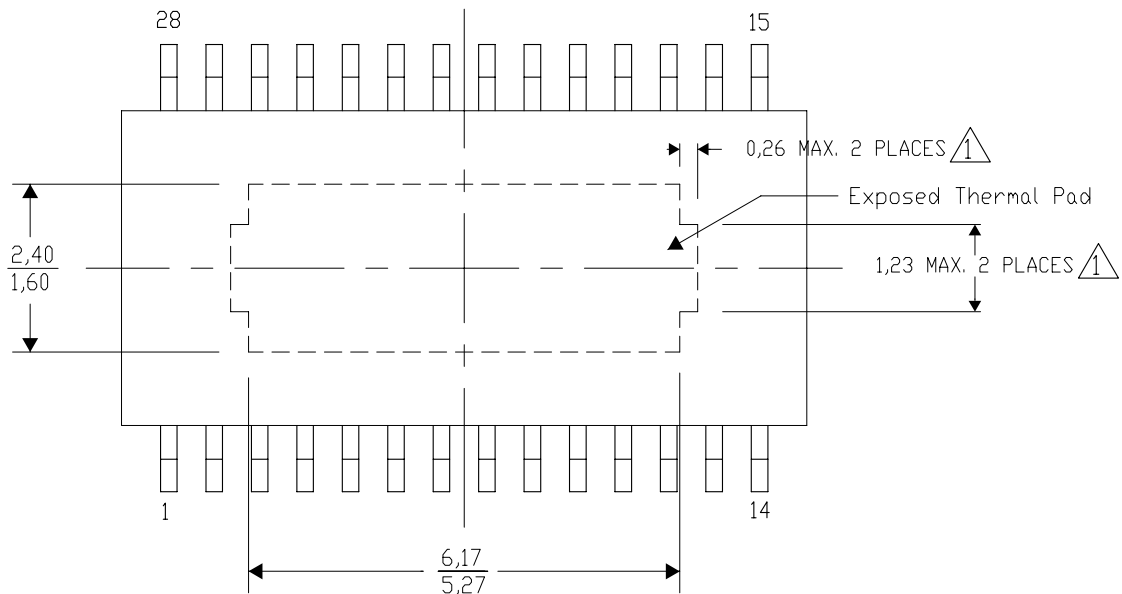 28
15
0,26 MAX. 2 PLACES 1
Exposed Thermal Pad
2,40
1,60
1,23 MAX. 2 PLACES 1
1
14
6,17
5,27